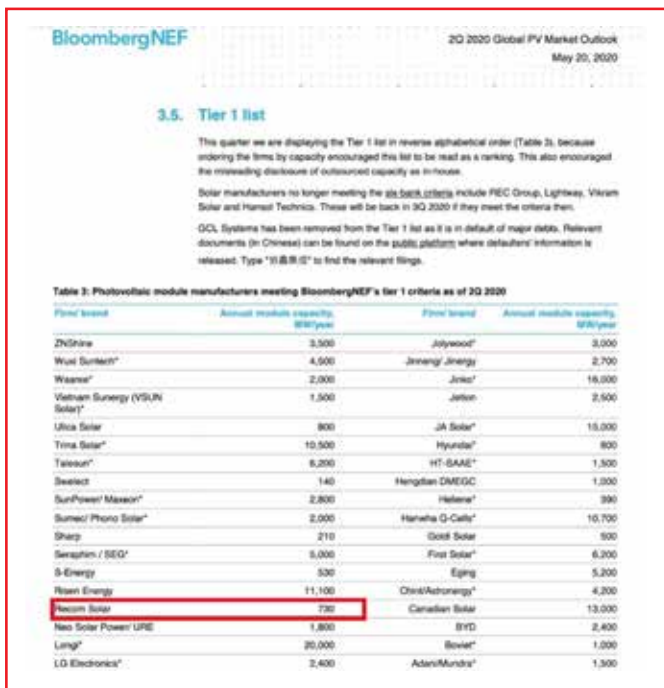 BloombergNEF
2Q 2020 Global PV Market Outlook
May 20, 2020
3.5. Tier 1 list
This quarter we are displaying the Tier 1 list in reverse alphabetical order (Table 3), because
ordering the firms by capacity encouraged this list to be read as a ranking. This also encouraged
the misleading disclosure of outsourced capacity as in-house.
Solar manufacturers no longer meeting the six-bank criteria include REC Group, Lightway, Vikram
Solar and Hansol Technics. These will be back in 3Q 2020 if they meet the criteria then.
GCL Systems has been removed from the Tier 1 list as it is in default of major debts. Relevant
documents (in Chinese) can be found on the public platform where defaulters' information is
released. Type "协鑫集成" to find the relevant filings.
Table 3: Photovoltaic module manufacturers meeting BloombergNEF's tier 1 criteria as of 2Q 2020
Firm/ brand Annual module capacity, MW/year Firm/ brand Annual module capacity, MW/year
ZNShine 3,500 Jolywood* 3,000
Wuxi Suntech* 4,500 Jinneng/ Jinergy 2,700
Waaree* 2,000 Jinko* 16,000
Vietnam Sunergy (VSUN Solar)* 1,500 Jetion 2,500
Ulica Solar 800 JA Solar* 15,000
Trina Solar* 10,500 Hyundai* 800
Talesun* 6,200 HT-SAAE* 1,500
Swelect 140 Hengdian DMEGC 1,000
SunPower/ Maxeon* 2,800 Heliene* 390
Sumec/ Phono Solar* 2,000 Hanwha Q-Cells* 10,700
Sharp 210 Goldi Solar 500
Seraphim / SEG* 5,000 First Solar* 6,200
S-Energy 530 Eging 5,200
Risen Energy 11,100 Chint/Astronergy* 4,200
Recom Solar 730 Canadian Solar 13,000
Neo Solar Power/ URE 1,800 BYD 2,400
Longi* 20,000 Boviet* 1,000
LG Electronics* 2,400 Adani/Mundra* 1,500